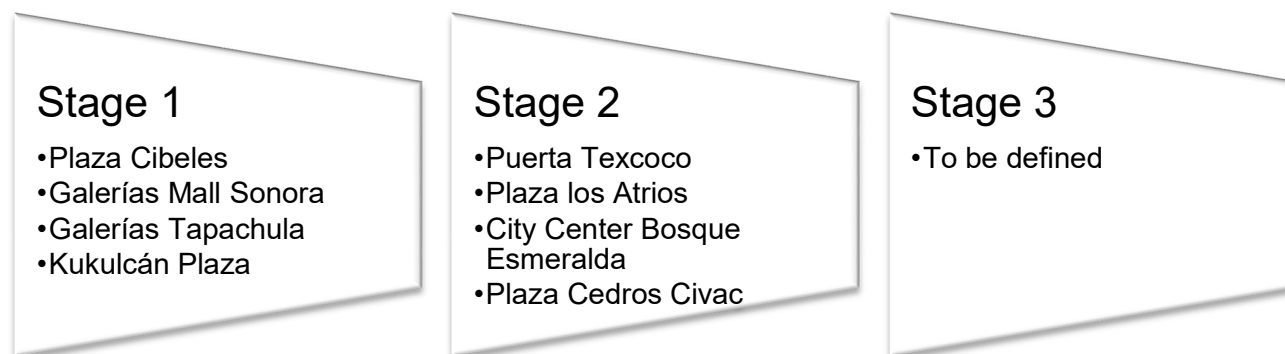 Stage 1
•Plaza Cibeles
•Galerías Mall Sonora
•Galerías Tapachula
•Kukulcán Plaza
Stage 2
•Puerta Texcoco
•Plaza los Atrios
•City Center Bosque
Esmeralda
•Plaza Cedros Civac
Stage 3
•To be defined